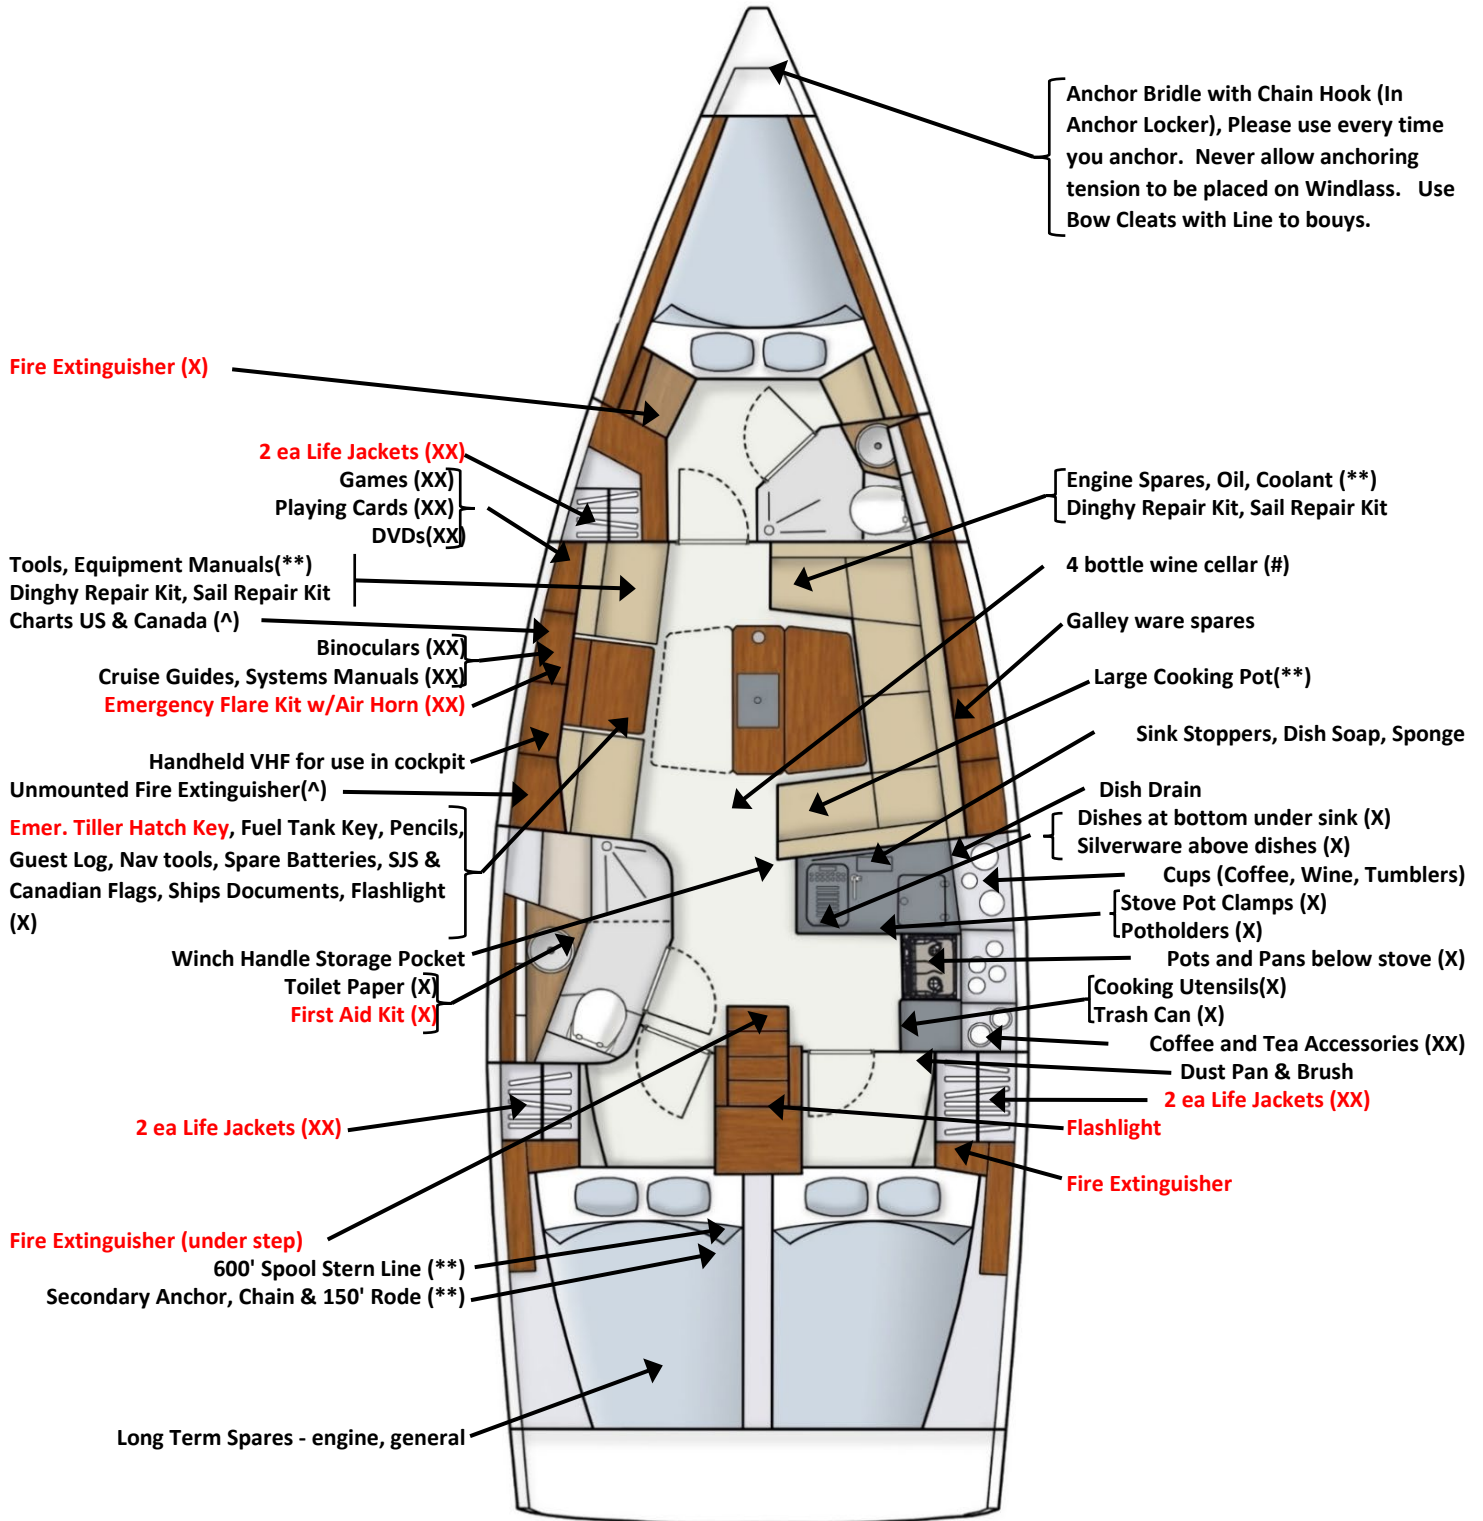 Anchor Bridle with Chain Hook (In
Anchor Locker), Please use every time
you anchor.  Never allow anchoring
tension to be placed on Windlass.   Use
Bow Cleats with Line to bouys.
Fire Extinguisher (X)
2 ea Life Jackets (XX)
Games (XX)
Playing Cards (XX)
DVDs(XX)
Tools, Equipment Manuals(**)
Dinghy Repair Kit, Sail Repair Kit
Charts US & Canada (^)
Binoculars (XX)
Cruise Guides, Systems Manuals (XX)
Emergency Flare Kit w/Air Horn (XX)
Handheld VHF for use in cockpit
Unmounted Fire Extinguisher(^)
Emer. Tiller Hatch Key, Fuel Tank Key, Pencils,
Guest Log, Nav tools, Spare Batteries, SJS &
Canadian Flags, Ships Documents, Flashlight
(X)
Winch Handle Storage Pocket
Toilet Paper (X)
First Aid Kit (X)
2 ea Life Jackets (XX)
Fire Extinguisher (under step)
600' Spool Stern Line (**)
Secondary Anchor, Chain & 150' Rode (**)
Long Term Spares - engine, general
Engine Spares, Oil, Coolant (**)
Dinghy Repair Kit, Sail Repair Kit
4 bottle wine cellar (#)
Galley ware spares
Large Cooking Pot(**)
Sink Stoppers, Dish Soap, Sponge
Dish Drain
Dishes at bottom under sink (X)
Silverware above dishes (X)
Cups (Coffee, Wine, Tumblers)
Stove Pot Clamps (X)
Potholders (X)
Pots and Pans below stove (X)
Cooking Utensils(X)
Trash Can (X)
Coffee and Tea Accessories (XX)
Dust Pan & Brush
2 ea Life Jackets (XX)
Flashlight
Fire Extinguisher